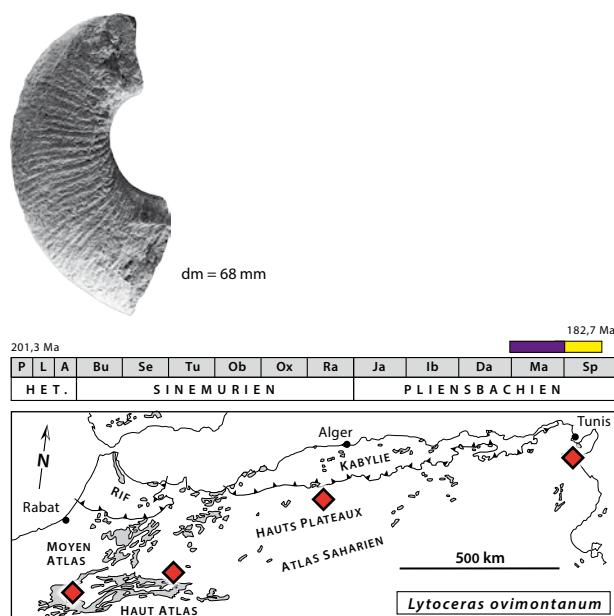 dm = 68 mm
201,3 Ma
182,7 Ma
P L A Bu Se Tu Ob Ox Ra Ja Ib Da Ma Sp
HET. SINEMURIEN PLIENSBACHIEN
Tunis
Alger
N
KABYLIE
RIF
Rabat
HAUTS PLATEAUX
MOYEN
ATLAS
ATLAS SAHARIEN
500 km
HAUT ATLAS
Lytoceras ovimontanum